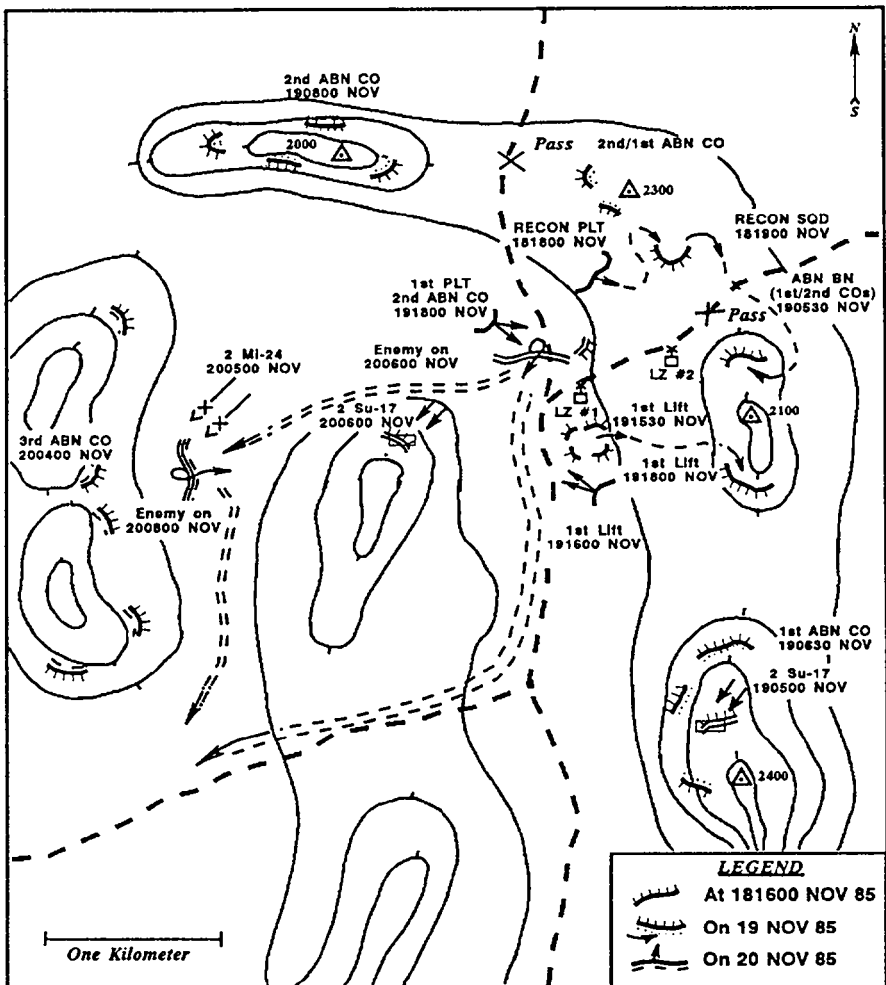 N
S
2nd ABN CO
190800 NOV
2000
Pass
2nd/1st ABN CO
2300
RECON PLT
181800 NOV
RECON SQD
181900 NOV
ABN BN
(1st/2nd COs)
190530 NOV
1st PLT
2nd ABN CO
191800 NOV
Pass
Enemy on
200600 NOV
2 Mi-24
200500 NOV
LZ #2
LZ #1
2 Su-17
200600 NOV
1st Lift
191530 NOV
2100
3rd ABN CO
200400 NOV
1st Lift
191800 NOV
Enemy on
200800 NOV
1st Lift
191600 NOV
1st ABN CO
190630 NOV
2 Su-17
190500 NOV
2400
LEGEND
At 181600 NOV 85
On 19 NOV 85
On 20 NOV 85
One Kilometer